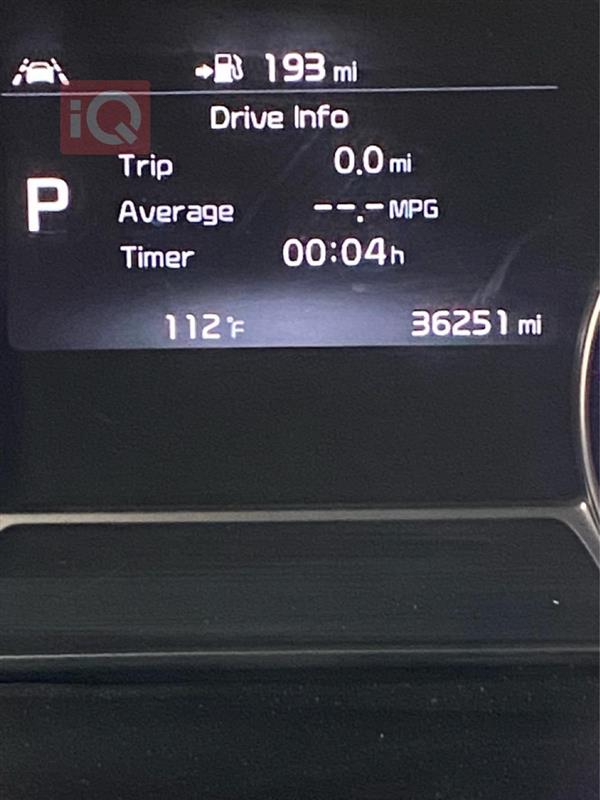 193 mi
iQ
Drive Info
Trip 0.0 mi
P
Average --.- MPG
Timer 00:04 h
112°F 36251 mi